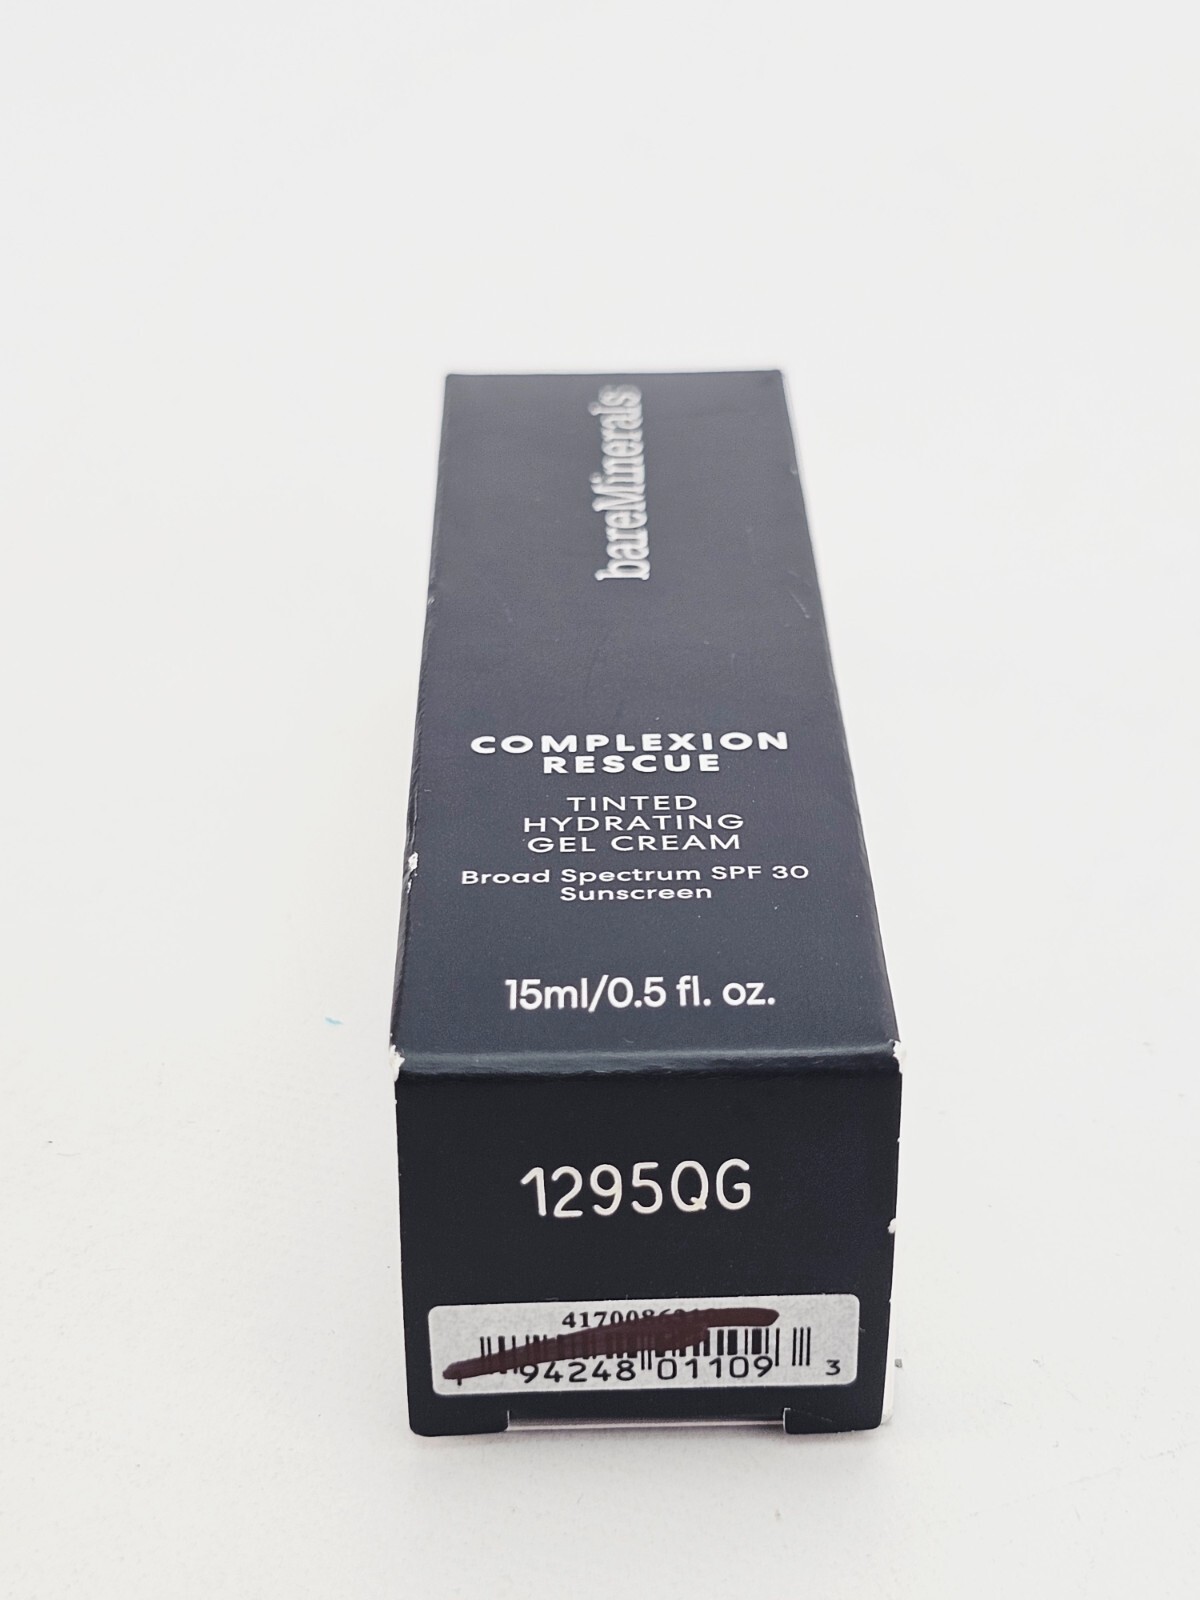 bareMinerals
COMPLEXION
RESCUE
TINTED
HYDRATING
GEL CREAM
Broad Spectrum SPF 30
Sunscreen
15ml/0.5 fl. oz.
1295QG
94248 01109 3